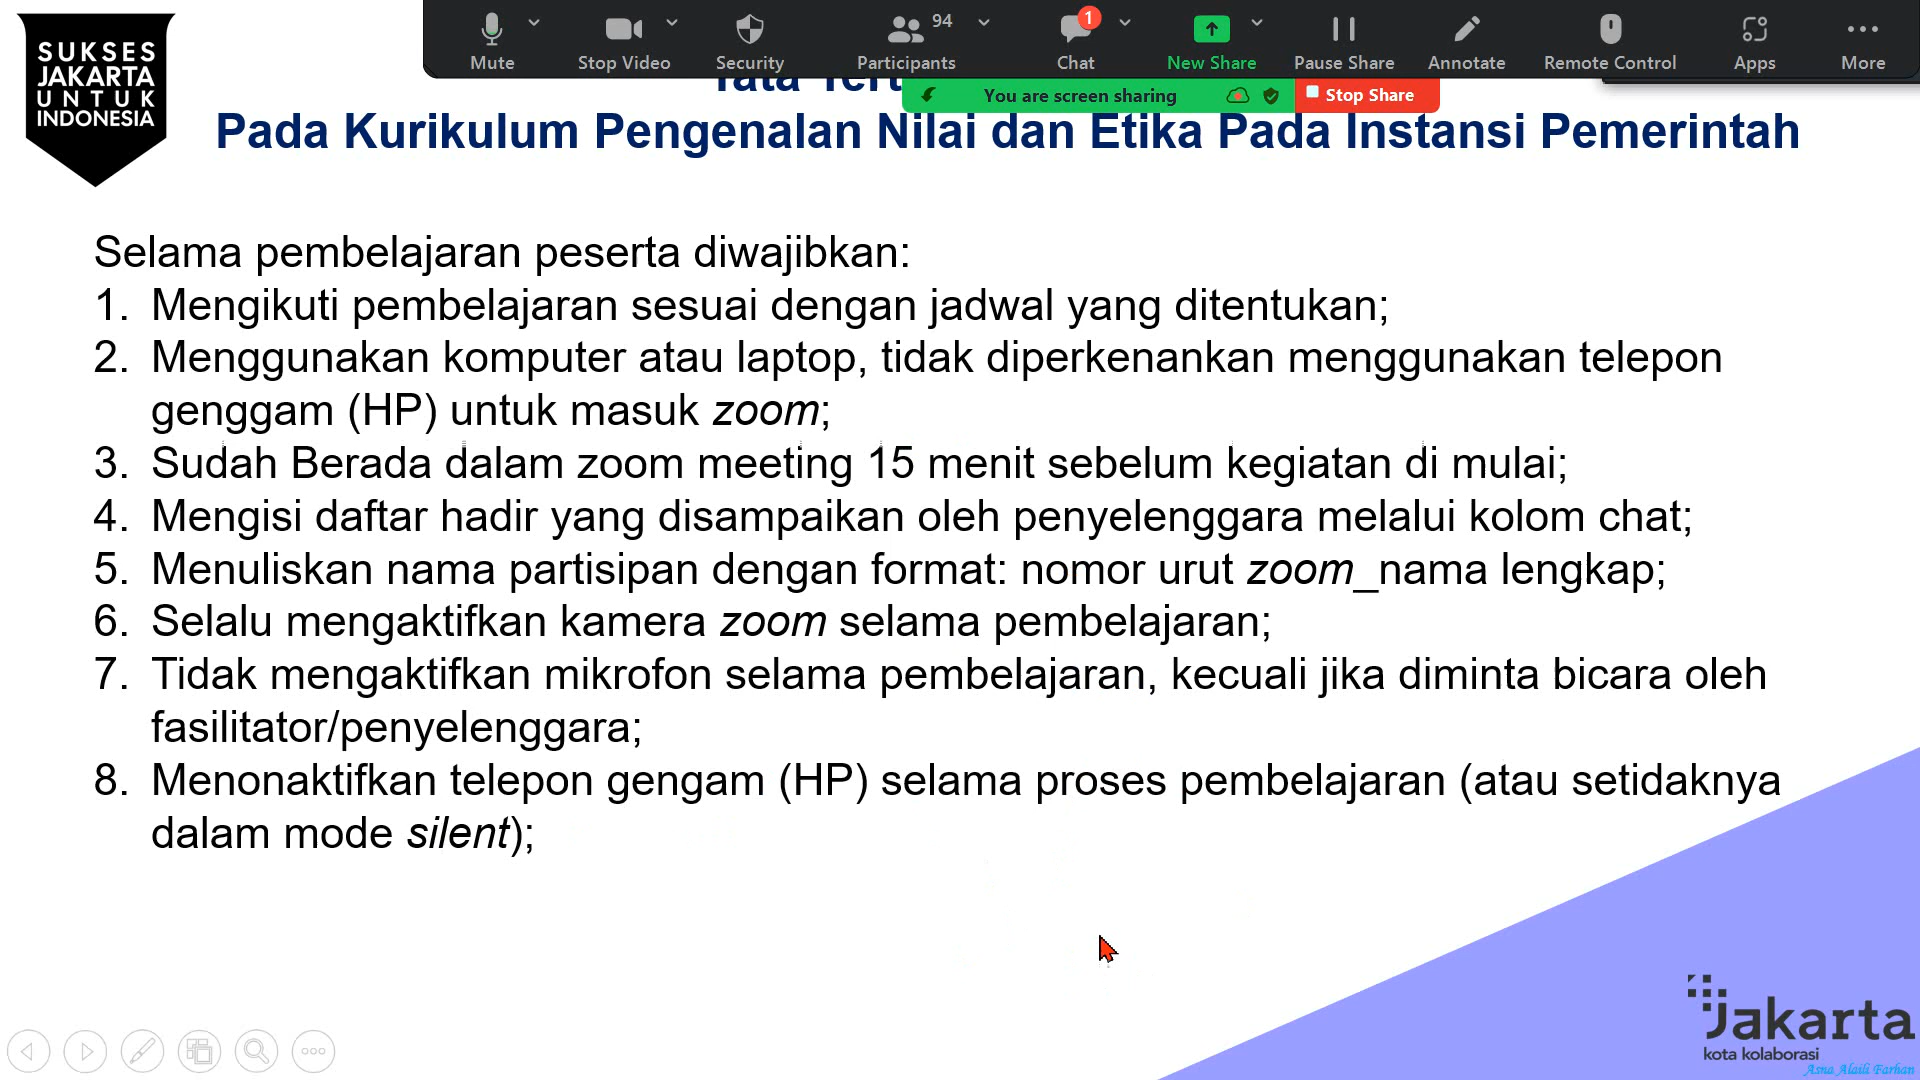 SUKSES
JAKARTA
UNTUK
INDONESIA
Mute
Stop Video
Security
94
Participants
1
Chat
New Share
Pause Share
Annotate
Remote Control
Apps
More
You are screen sharing
Stop Share
Tata Tert
Pada Kurikulum Pengenalan Nilai dan Etika Pada Instansi Pemerintah
Selama pembelajaran peserta diwajibkan:
1. Mengikuti pembelajaran sesuai dengan jadwal yang ditentukan;
2. Menggunakan komputer atau laptop, tidak diperkenankan menggunakan telepon
genggam (HP) untuk masuk zoom;
3. Sudah Berada dalam zoom meeting 15 menit sebelum kegiatan di mulai;
4. Mengisi daftar hadir yang disampaikan oleh penyelenggara melalui kolom chat;
5. Menuliskan nama partisipan dengan format: nomor urut zoom_nama lengkap;
6. Selalu mengaktifkan kamera zoom selama pembelajaran;
7. Tidak mengaktifkan mikrofon selama pembelajaran, kecuali jika diminta bicara oleh
fasilitator/penyelenggara;
8. Menonaktifkan telepon gengam (HP) selama proses pembelajaran (atau setidaknya
dalam mode silent);
jakarta
kota kolaborasi
Asna Alaili Farhan